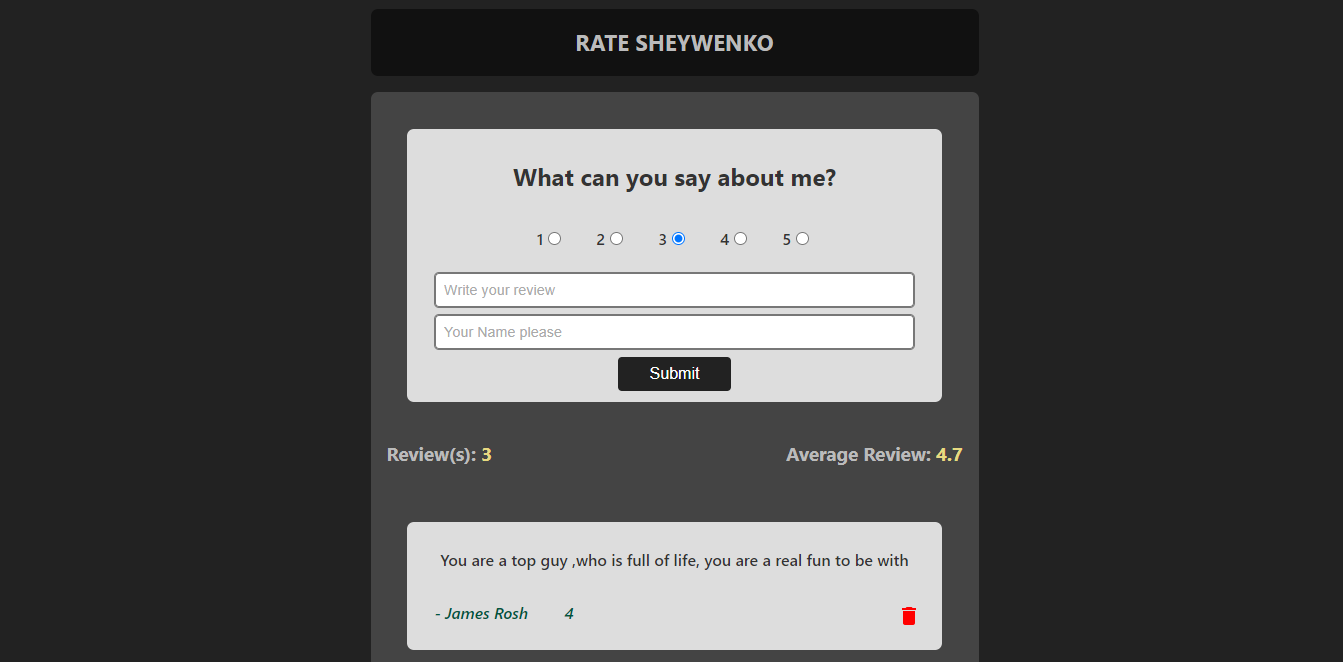 RATE SHEYWENKO
What can you say about me?
1 2 3 4 5
Write your review
Your Name please
Submit
Review(s): 3 Average Review: 4.7
You are a top guy ,who is full of life, you are a real fun to be with
- James Rosh 4